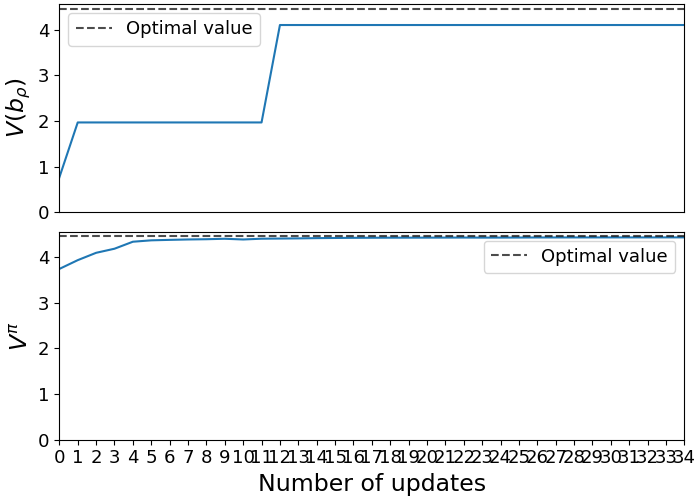 Optimal value
V(b_ρ)
4
3
2
1
0
Optimal value
V^π
4
3
2
1
0
0 1 2 3 4 5 6 7 8 9 10 11 12 13 14 15 16 17 18 19 20 21 22 23 24 25 26 27 28 29 30 31 32 33 34
Number of updates